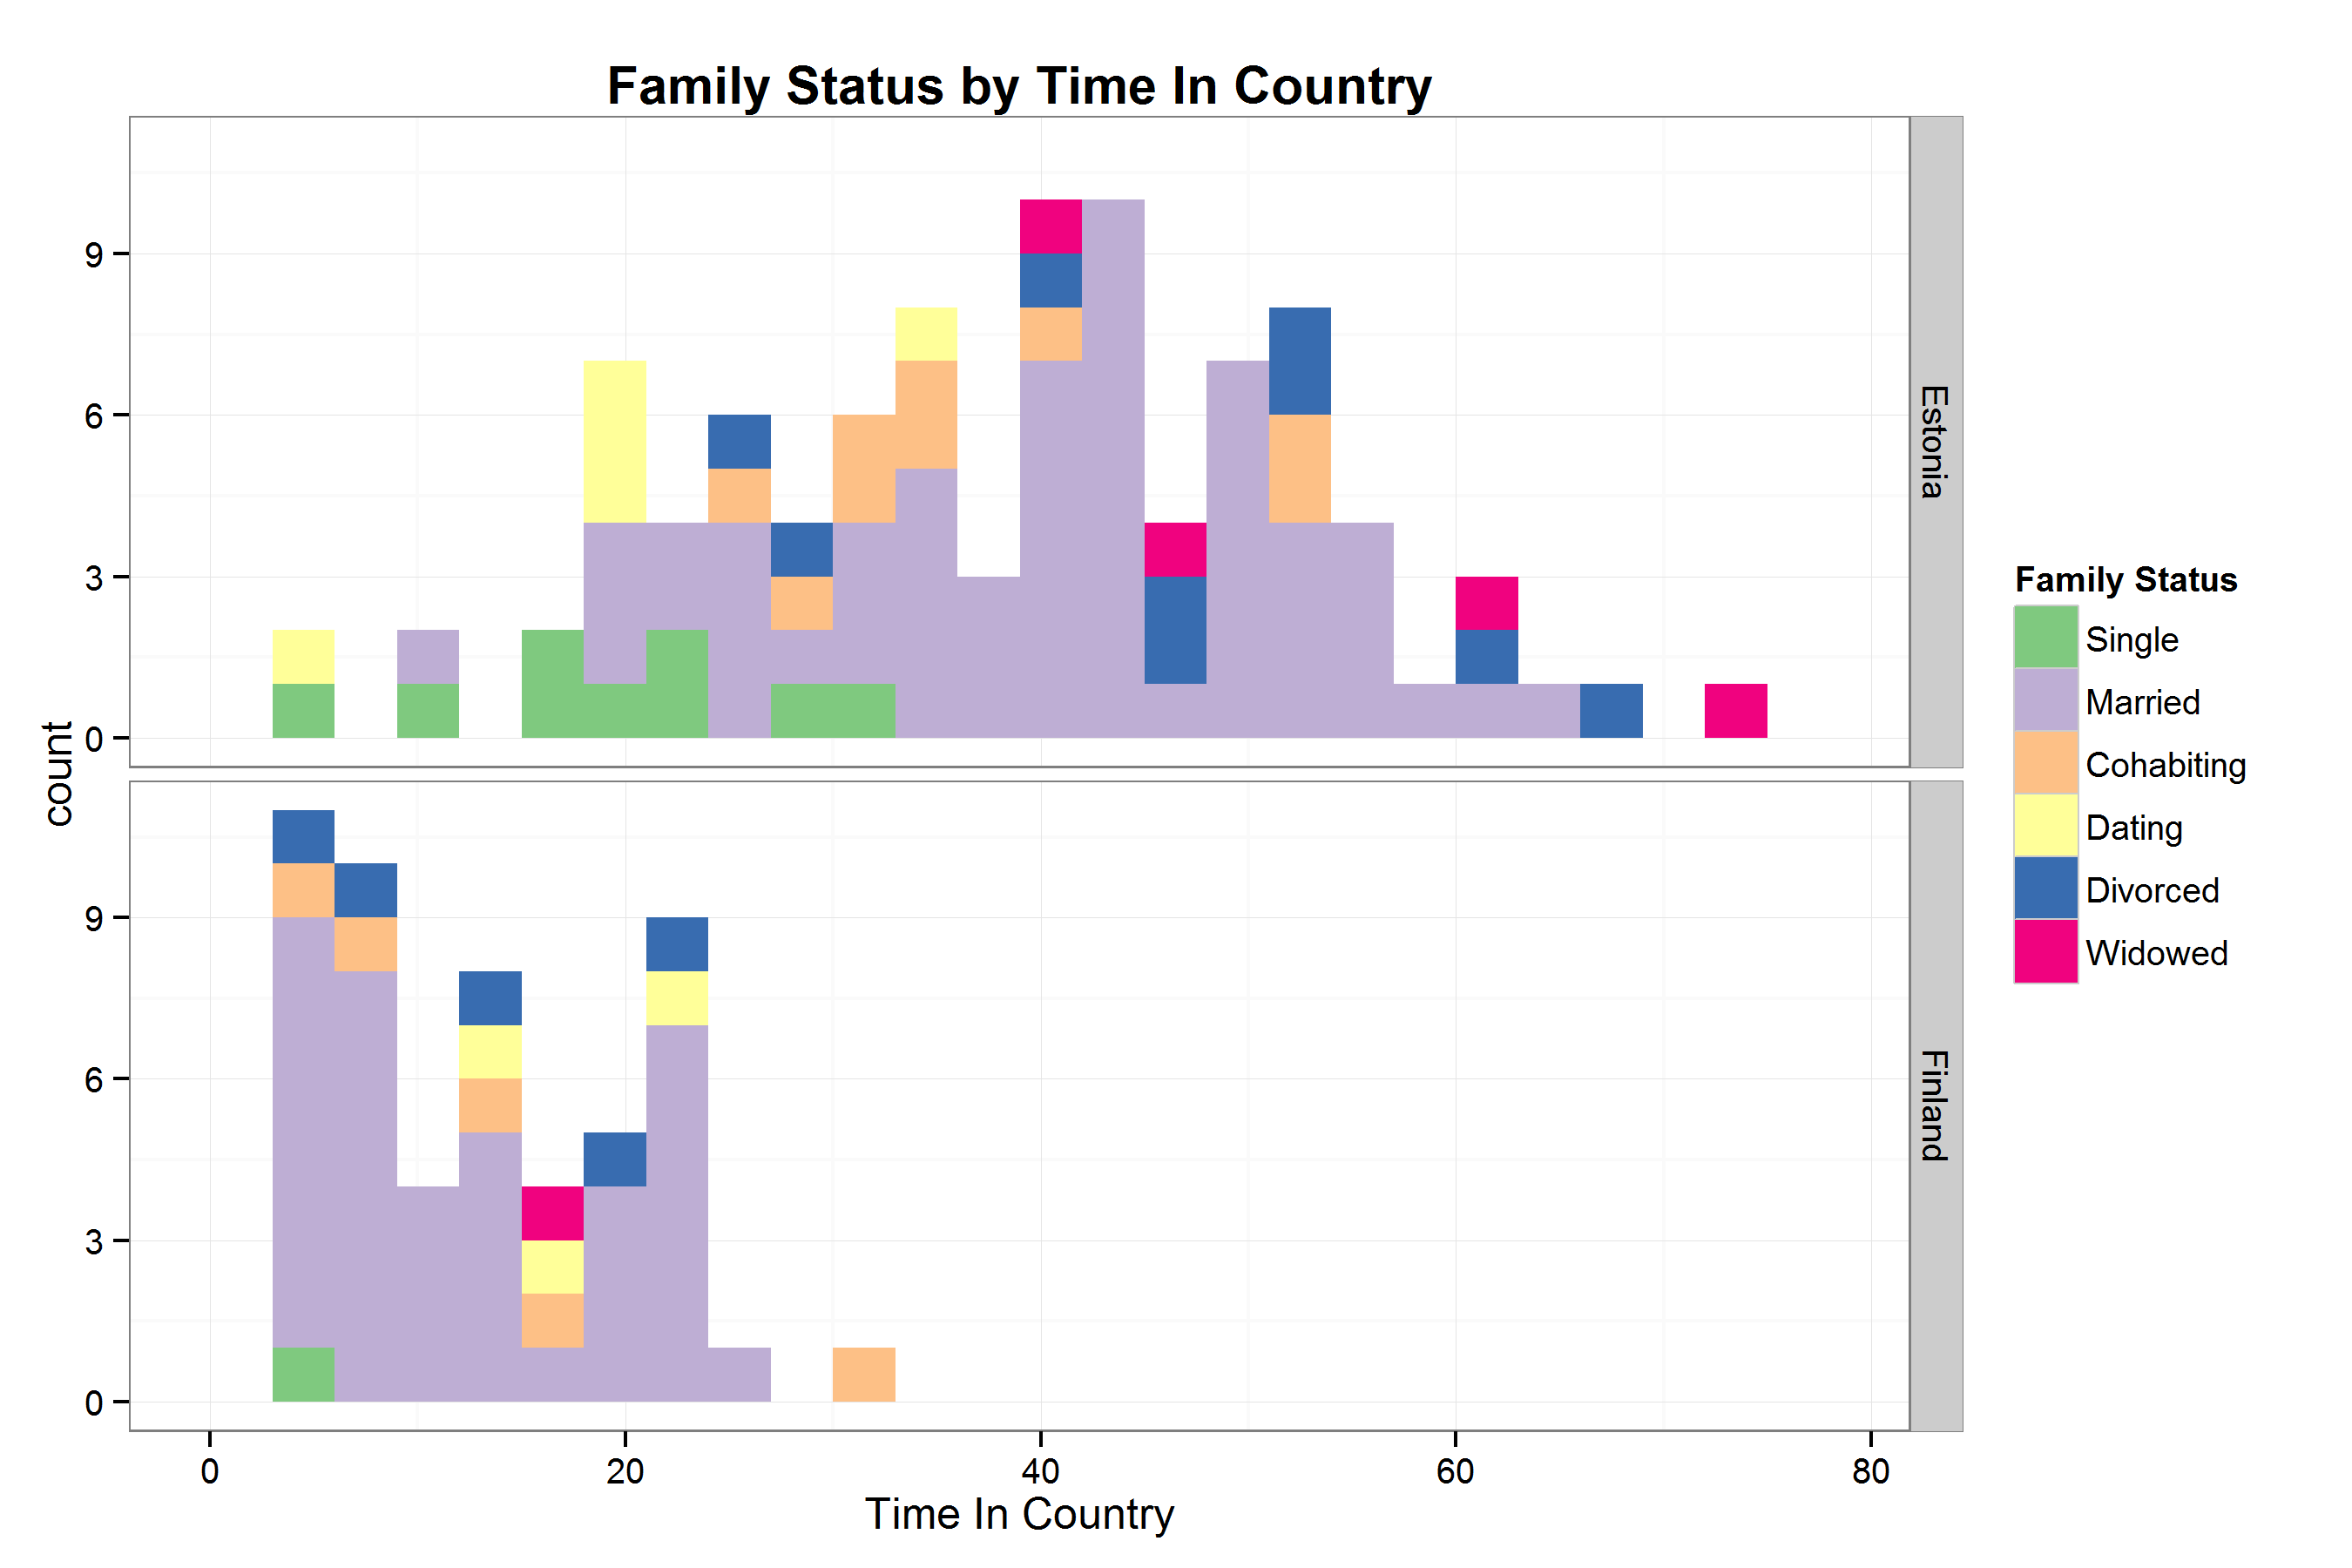 Family Status by Time In Country
count
9
6
3
0
Estonia
9
6
3
0
Finland
0 20 40 60 80
Time In Country
Family Status
Single
Married
Cohabiting
Dating
Divorced
Widowed